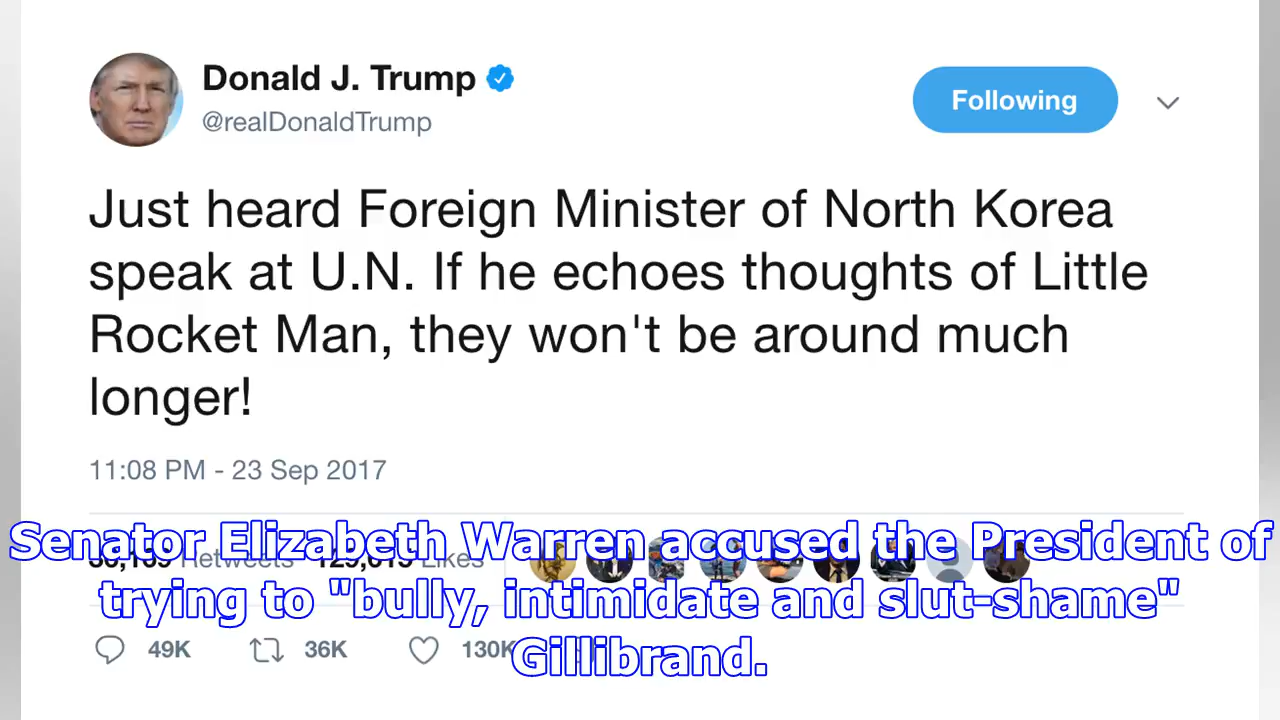 Donald J. Trump
@realDonaldTrump
Following
Just heard Foreign Minister of North Korea
speak at U.N. If he echoes thoughts of Little
Rocket Man, they won't be around much
longer!
11:08 PM - 23 Sep 2017
Retweets Likes
Senator Elizabeth Warren accused the President of
trying to "bully, intimidate and slut-shame"
Gillibrand.
49K 36K 130K